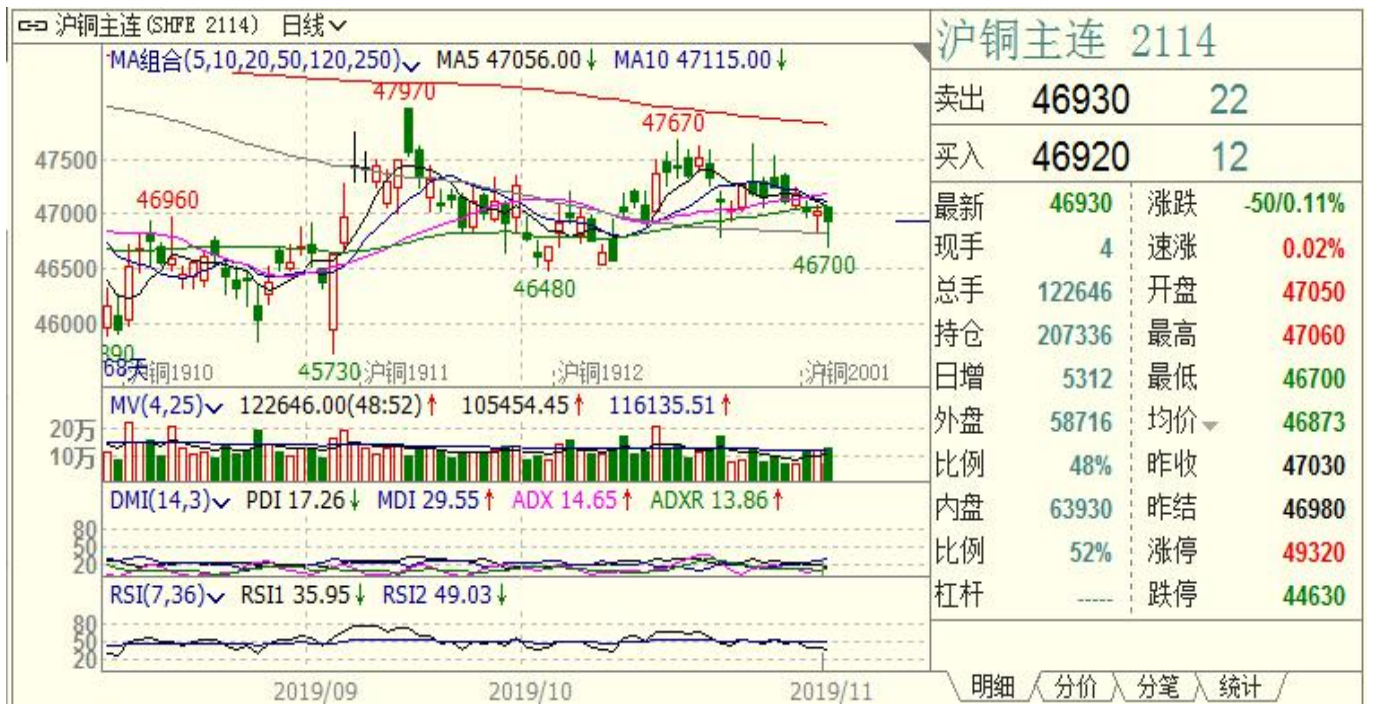 沪铜主连(SHFE 2114) 日线
MA组合(5,10,20,50,120,250) MA5 47056.00↓ MA10 47115.00↓
47970
47670
47500
46960
47000
46500
46700
46480
46000
890
68天
沪铜1910
45730
沪铜1911
沪铜1912
沪铜2001
MV(4,25) 122646.00(48:52)↑ 105454.45↑ 116135.51↑
20万
10万
DMI(14,3) PDI 17.26↓ MDI 29.55↑ ADX 14.65↑ ADXR 13.86↑
80
50
20
RSI(7,36) RSI1 35.95↓ RSI2 49.03↓
80
50
20
2019/09 2019/10 2019/11
沪铜主连 2114
卖出 46930 22
买入 46920 12
最新 46930 涨跌 -50/0.11%
现手 4 速涨 0.02%
总手 122646 开盘 47050
持仓 207336 最高 47060
日增 5312 最低 46700
外盘 58716 均价 46873
比例 48% 昨收 47030
内盘 63930 昨结 46980
比例 52% 涨停 49320
杠杆 ----- 跌停 44630
明细 分价 分笔 统计